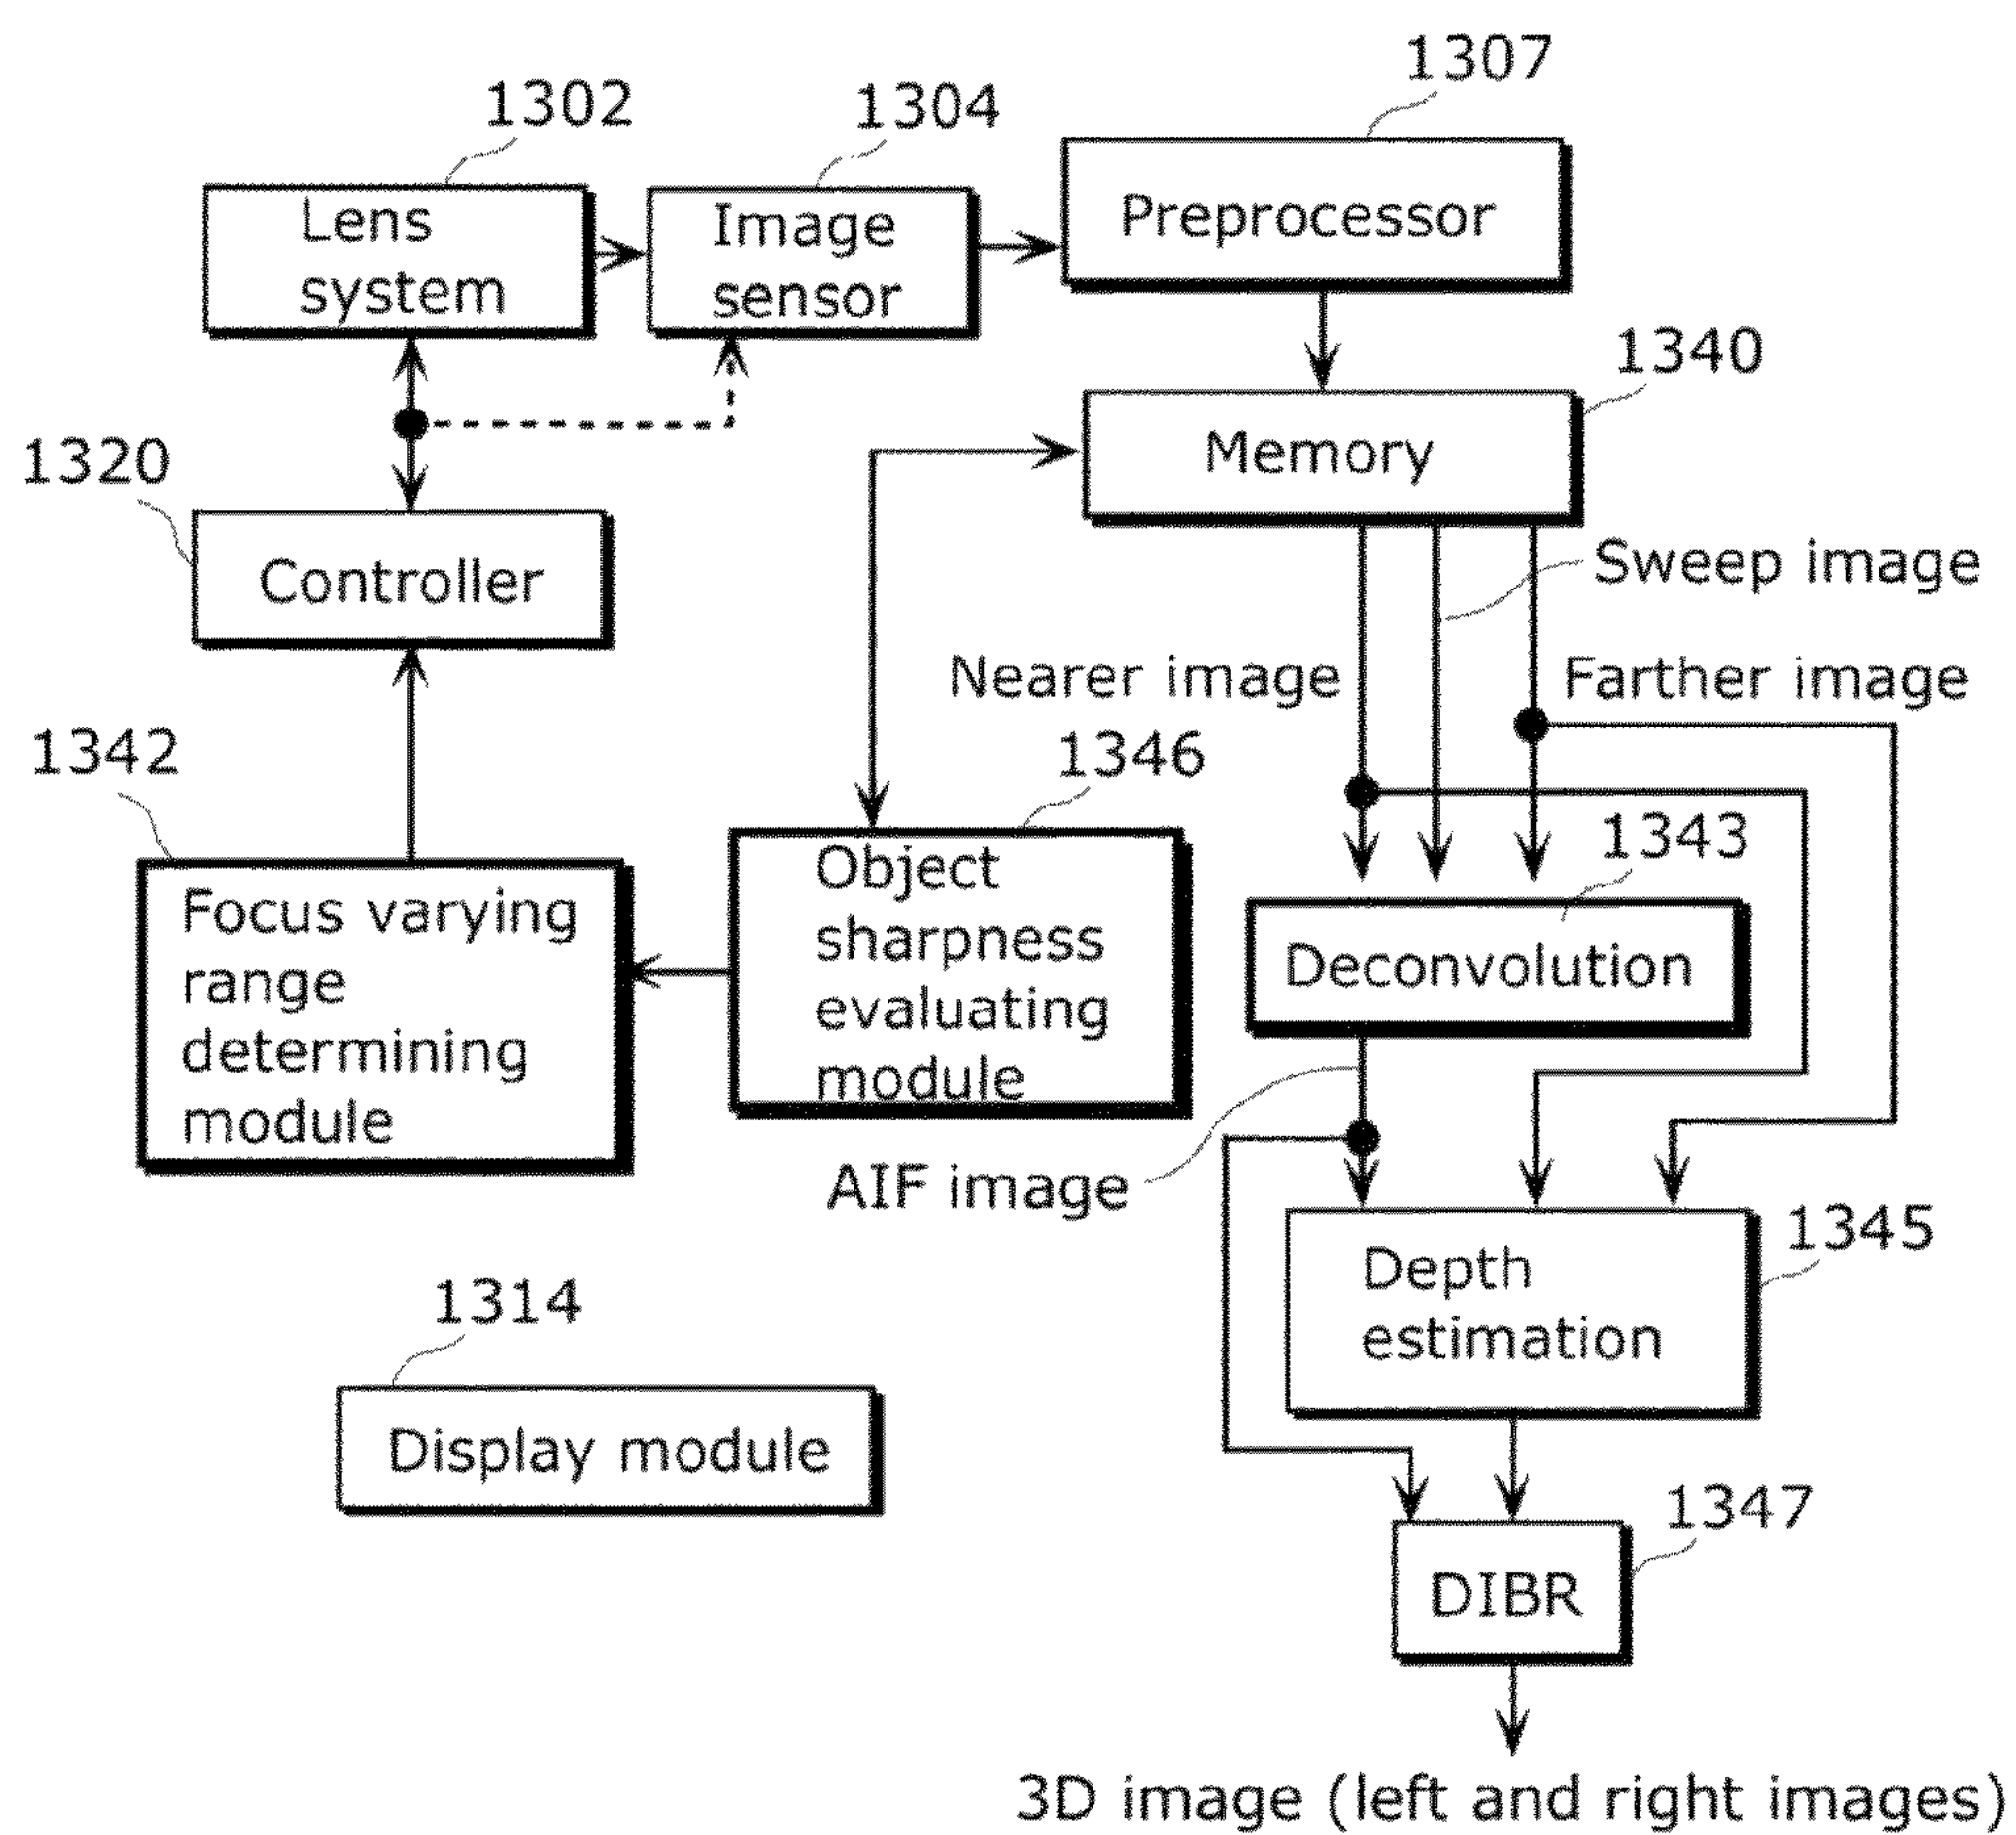 1307
1302
1304
Lens
system
Image
sensor
Preprocessor
1340
Memory
1320
Controller
Sweep image
Nearer image
Farther image
1342
1346
1343
Focus varying
range
determining
module
Object
sharpness
evaluating
module
Deconvolution
AIF image
1345
Depth
estimation
1314
Display module
1347
DIBR
3D image (left and right images)